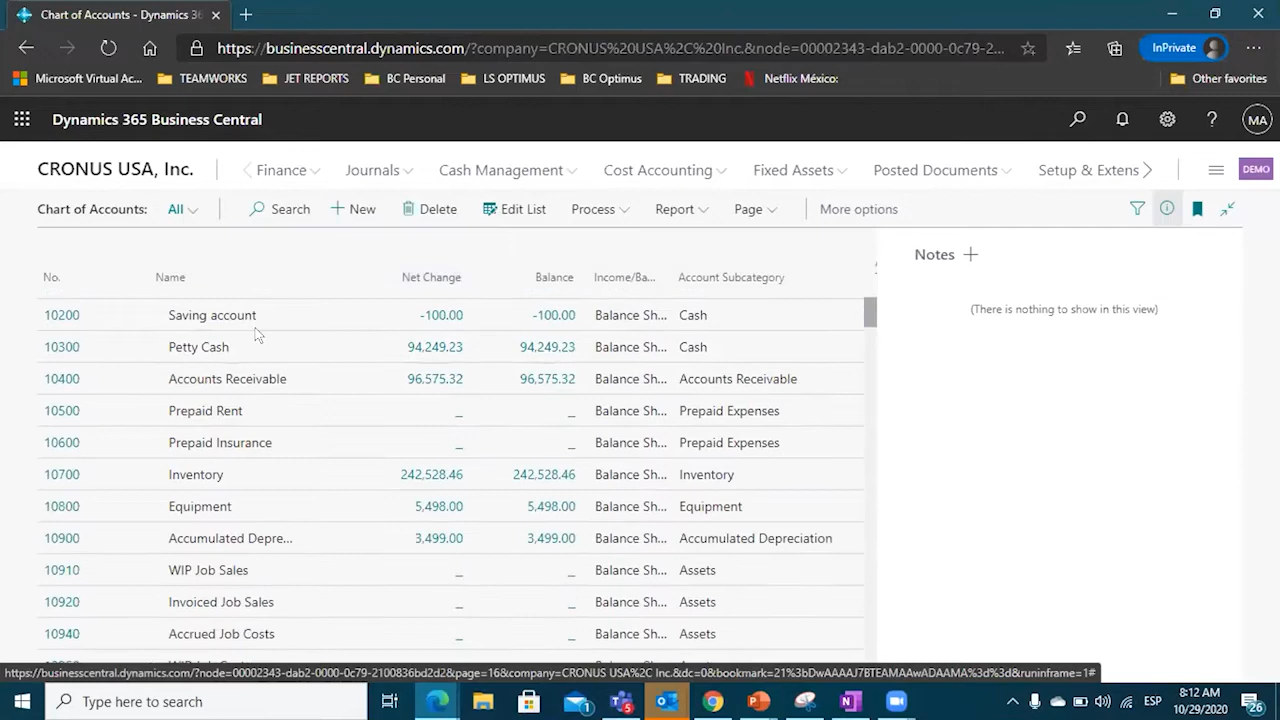 Chart of Accounts - Dynamics 365
https://businesscentral.dynamics.com/?company=CRONUS%20USA%2C%20Inc.&node=00002343-dab2-0000-0c79-2...
InPrivate
Microsoft Virtual Ac... TEAMWORKS JET REPORTS BC Personal LS OPTIMUS BC Optimus TRADING Netflix México: Other favorites
Dynamics 365 Business Central
? MA
CRONUS USA, Inc. Finance Journals Cash Management Cost Accounting Fixed Assets Posted Documents Setup & Extens DEMO
Chart of Accounts: All Search + New Delete Edit List Process Report Page More options
Notes +
No. Name Net Change Balance Income/Ba... Account Subcategory
(There is nothing to show in this view)
10200 Saving account -100.00 -100.00 Balance Sh... Cash
10300 Petty Cash 94,249.23 94,249.23 Balance Sh... Cash
10400 Accounts Receivable 96,575.32 96,575.32 Balance Sh... Accounts Receivable
10500 Prepaid Rent _ _ Balance Sh... Prepaid Expenses
10600 Prepaid Insurance _ _ Balance Sh... Prepaid Expenses
10700 Inventory 242,528.46 242,528.46 Balance Sh... Inventory
10800 Equipment 5,498.00 5,498.00 Balance Sh... Equipment
10900 Accumulated Depre... 3,499.00 3,499.00 Balance Sh... Accumulated Depreciation
10910 WIP Job Sales _ _ Balance Sh... Assets
10920 Invoiced Job Sales _ _ Balance Sh... Assets
10940 Accrued Job Costs _ _ Balance Sh... Assets
https://businesscentral.dynamics.com/?node=00002343-dab2-0000-0c79-2100836bd2d2&page=16&company=CRONUS USA%2C Inc.&dc=0&bookmark=21%3bDwAAAAJ7BTEAMAAwADAAMA%3d%3d&runinframe=1#
Type here to search
ESP
8:12 AM
10/29/2020
26